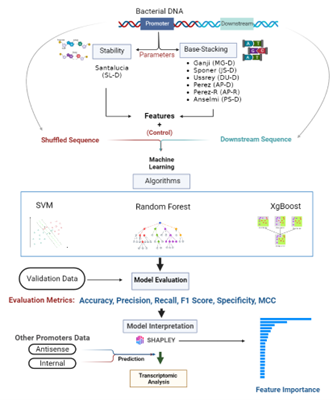 Bacterial DNA
Promoter
Downstream
Stability
Parameters
Base-Stacking
Santalucia
(SL-D)
• Ganji (MG-D)
• Sponer (JS-D)
• Ussrey (DU-D)
• Perez (AP-D)
• Perez-R (AP-R)
• Anselmi (PS-D)
Features
+
(Control)
Shuffled Sequence
Downstream Sequence
Machine
Learning
Algorithms
SVM
Random Forest
XgBoost
Validation Data
Model Evaluation
Evaluation Metrics: Accuracy, Precision, Recall, F1 Score, Specificity, MCC
Model Interpretation
SHAPLEY
Other Promoters Data
Antisense
Internal
Prediction
Transcriptomic
Analysis
Feature Importance